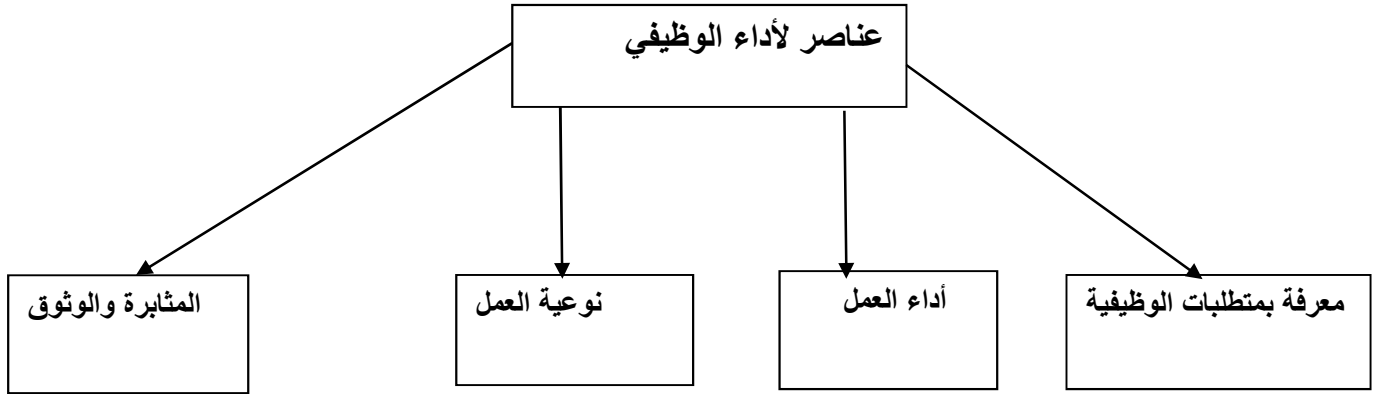 عناصر لأداء الوظيفي
معرفة بمتطلبات الوظيفية
أداء العمل
نوعية العمل
المثابرة والوثوق